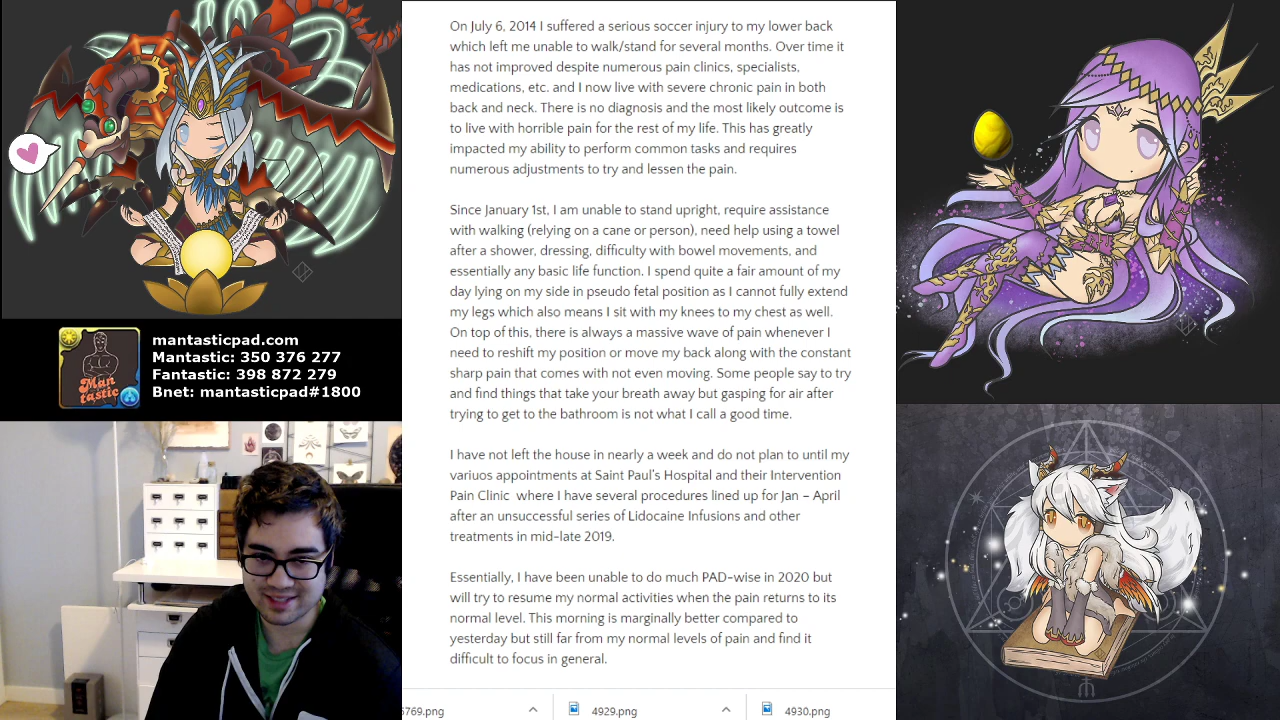 On July 6, 2014 I suffered a serious soccer injury to my lower back
which left me unable to walk/stand for several months. Over time it
has not improved despite numerous pain clinics, specialists,
medications, etc. and I now live with severe chronic pain in both
back and neck. There is no diagnosis and the most likely outcome is
to live with horrible pain for the rest of my life. This has greatly
impacted my ability to perform common tasks and requires
numerous adjustments to try and lessen the pain.
Since January 1st, I am unable to stand upright, require assistance
with walking (relying on a cane or person), need help using a towel
after a shower, dressing, difficulty with bowel movements, and
essentially any basic life function. I spend quite a fair amount of my
day lying on my side in pseudo fetal position as I cannot fully extend
my legs which also means I sit with my knees to my chest as well.
On top of this, there is always a massive wave of pain whenever I
need to reshift my position or move my back along with the constant
sharp pain that comes with not even moving. Some people say to try
and find things that take your breath away but gasping for air after
trying to get to the bathroom is not what I call a good time.
I have not left the house in nearly a week and do not plan to until my
variuos appointments at Saint Paul's Hospital and their Intervention
Pain Clinic where I have several procedures lined up for Jan – April
after an unsuccessful series of Lidocaine Infusions and other
treatments in mid-late 2019.
Essentially, I have been unable to do much PAD-wise in 2020 but
will try to resume my normal activities when the pain returns to its
normal level. This morning is marginally better compared to
yesterday but still far from my normal levels of pain and find it
difficult to focus in general.
6769.png
4929.png
4930.png
Man
tastic
mantasticpad.com
Mantastic: 350 376 277
Fantastic: 398 872 279
Bnet: mantasticpad#1800